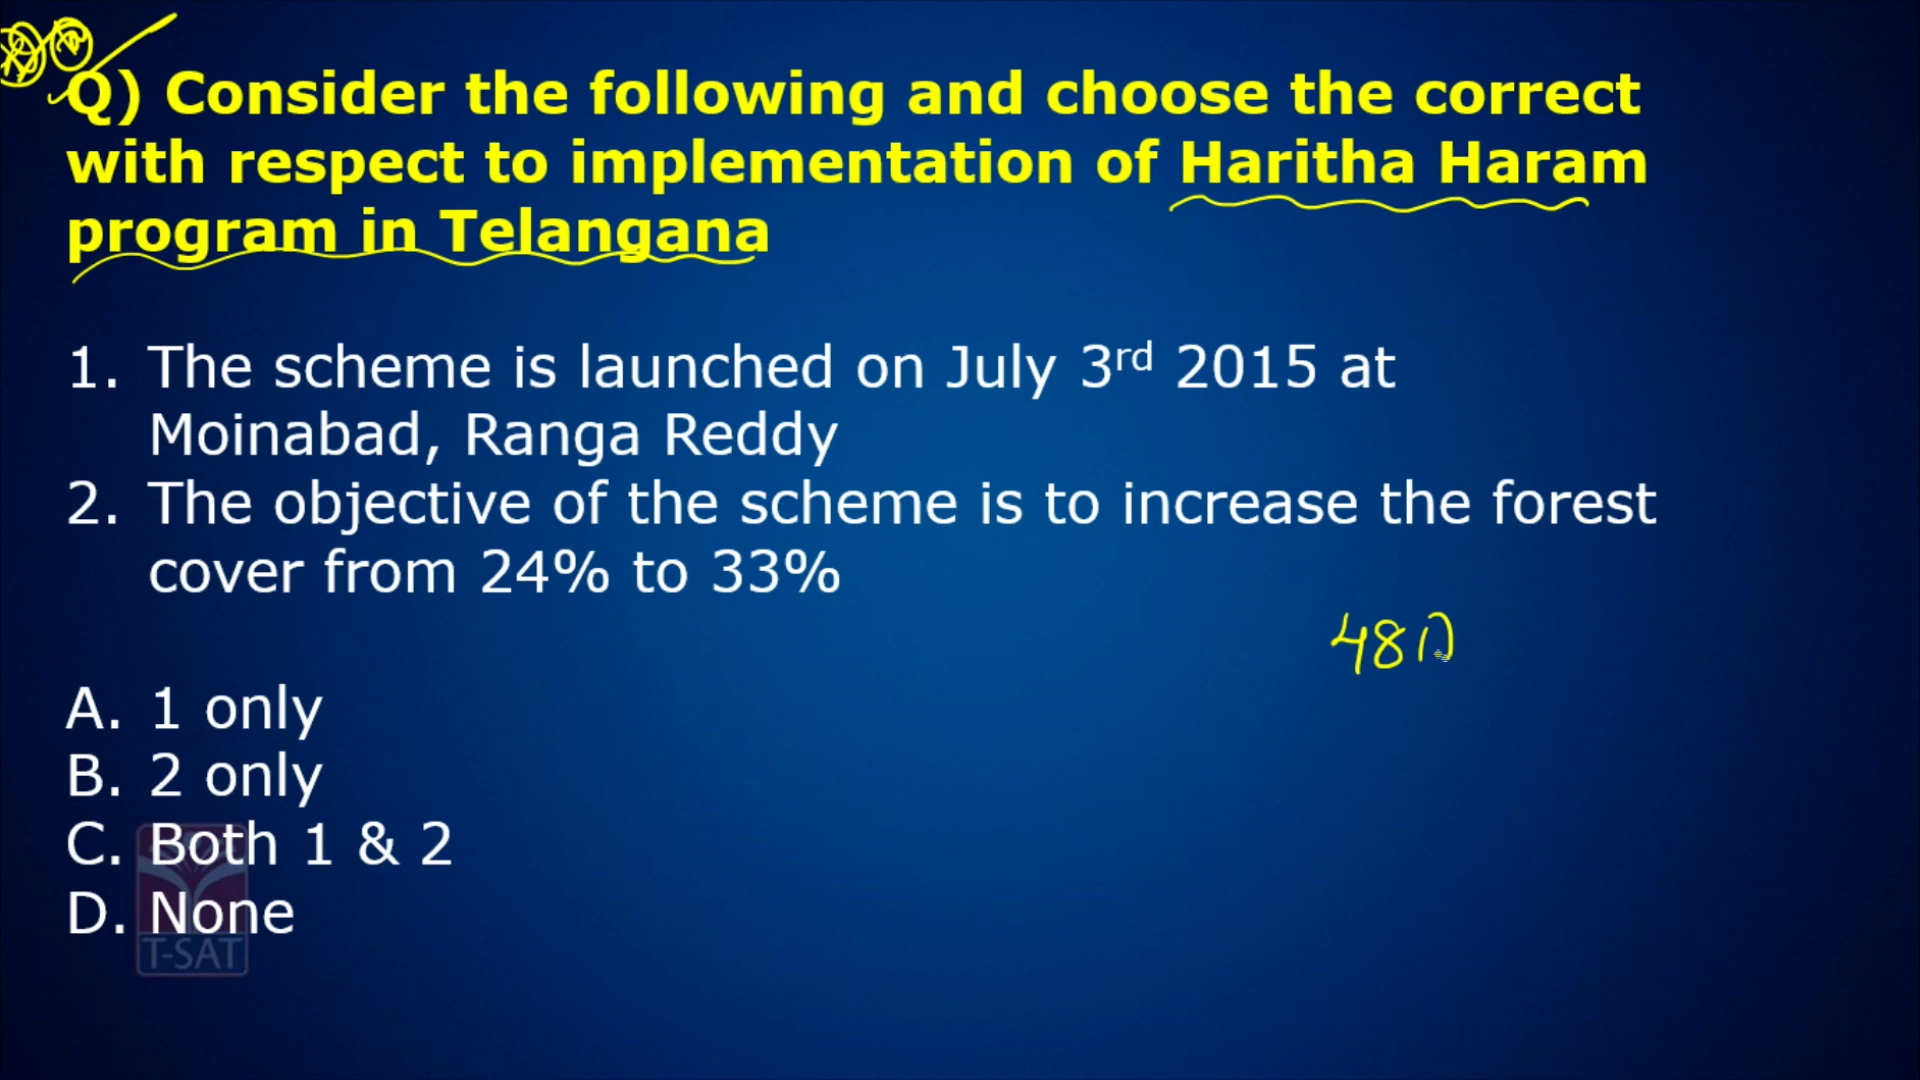 Q) Consider the following and choose the correct
with respect to implementation of Haritha Haram
program in Telangana
1. The scheme is launched on July 3rd 2015 at
Moinabad, Ranga Reddy
2. The objective of the scheme is to increase the forest
cover from 24% to 33%
48
A. 1 only
B. 2 only
C. Both 1 & 2
D. None
T-SAT